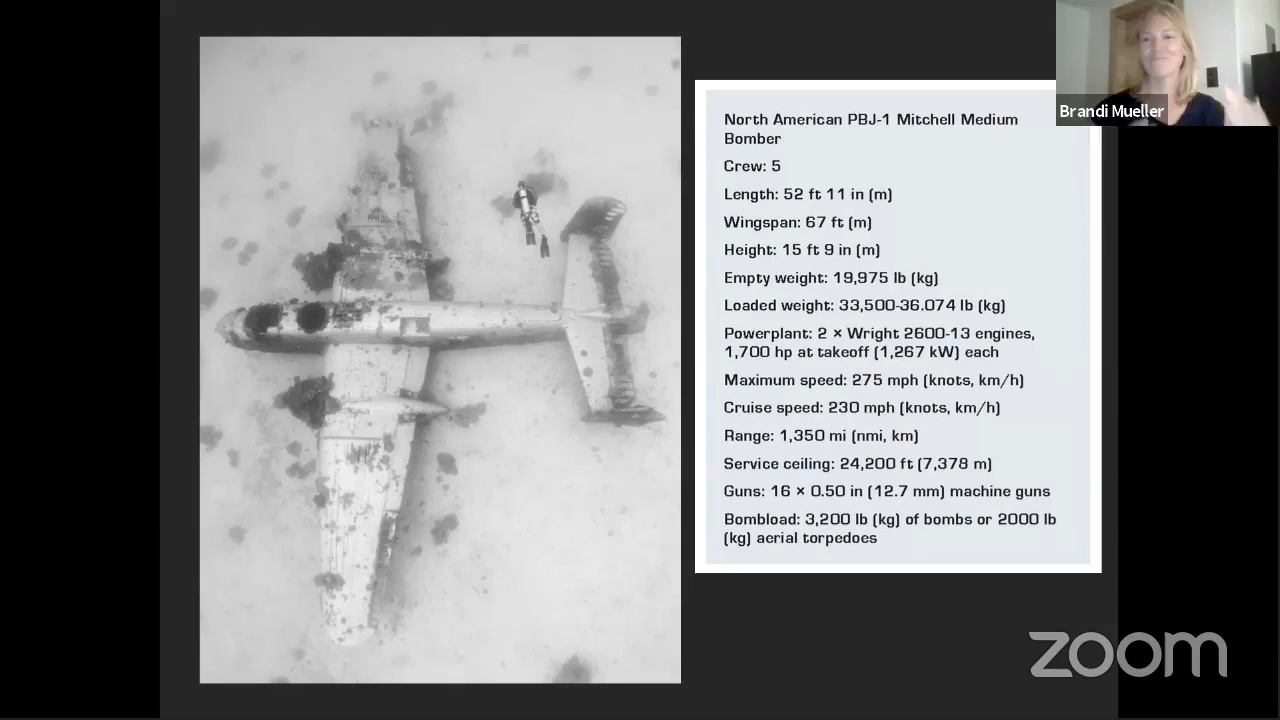 North American PBJ-1 Mitchell Medium
Bomber
Crew: 5
Length: 52 ft 11 in (m)
Wingspan: 67 ft (m)
Height: 15 ft 9 in (m)
Empty weight: 19,975 lb (kg)
Loaded weight: 33,500-36.074 lb (kg)
Powerplant: 2 × Wright 2600-13 engines,
1,700 hp at takeoff (1,267 kW) each
Maximum speed: 275 mph (knots, km/h)
Cruise speed: 230 mph (knots, km/h)
Range: 1,350 mi (nmi, km)
Service ceiling: 24,200 ft (7,378 m)
Guns: 16 × 0.50 in (12.7 mm) machine guns
Bombload: 3,200 lb (kg) of bombs or 2000 lb
(kg) aerial torpedoes
Brandi Mueller
zoom